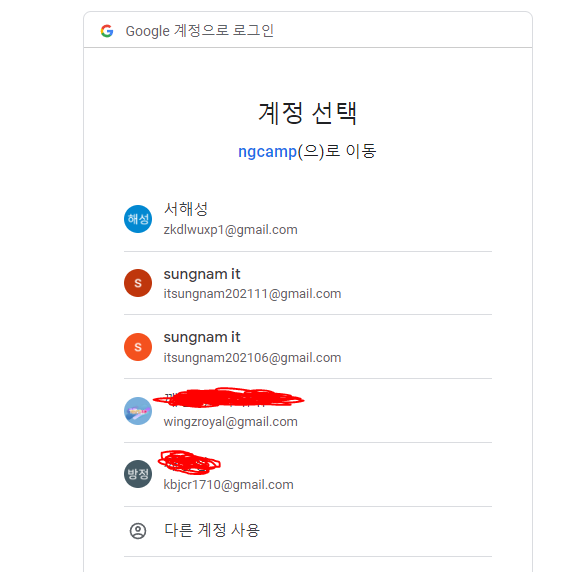 Google 계정으로 로그인
계정 선택
ngcamp(으)로 이동
해성
서해성
zkdlwuxp1@gmail.com
S
sungnam it
itsungnam202111@gmail.com
S
sungnam it
itsungnam202106@gmail.com
wingzroyal@gmail.com
방정
kbjcr1710@gmail.com
다른 계정 사용